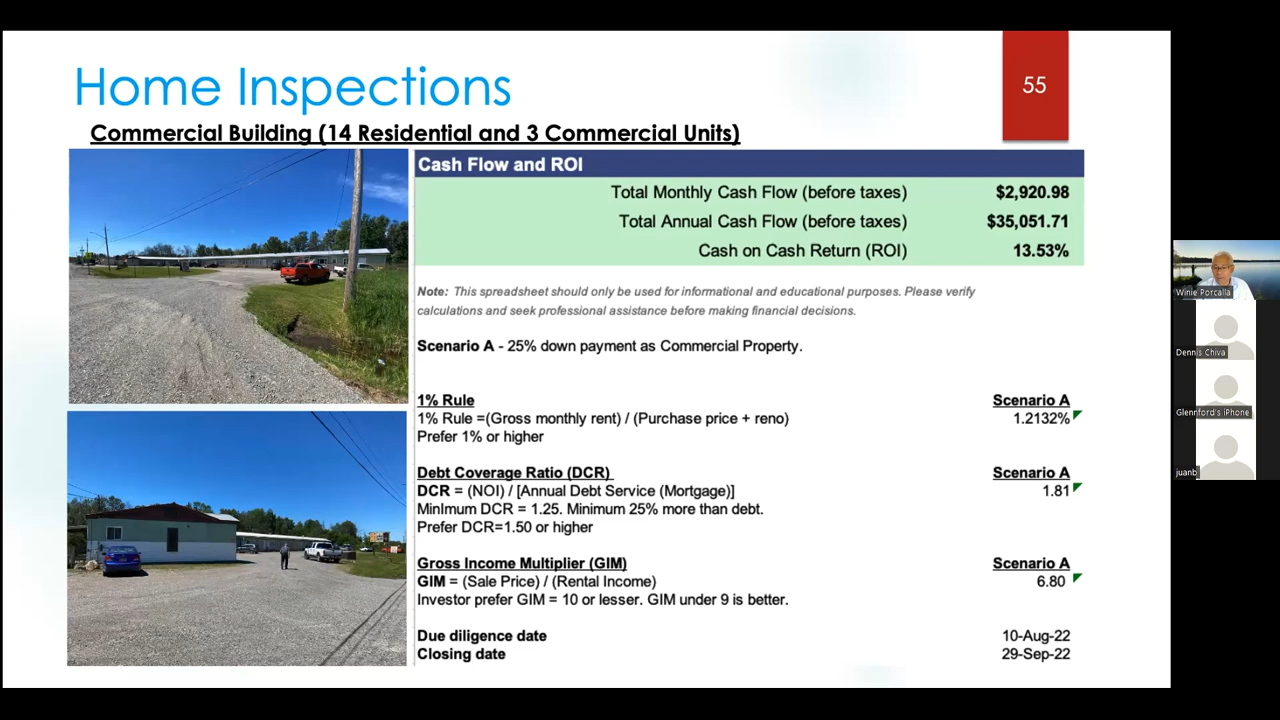 Home Inspections
55
Commercial Building (14 Residential and 3 Commercial Units)
Cash Flow and ROI
Total Monthly Cash Flow (before taxes) $2,920.98
Total Annual Cash Flow (before taxes) $35,051.71
Cash on Cash Return (ROI) 13.53%
Note: This spreadsheet should only be used for informational and educational purposes. Please verify
calculations and seek professional assistance before making financial decisions.
Scenario A - 25% down payment as Commercial Property.
1% Rule Scenario A
1% Rule =(Gross monthly rent) / (Purchase price + reno) 1.2132%
Prefer 1% or higher
Debt Coverage Ratio (DCR) Scenario A
DCR = (NOI) / [Annual Debt Service (Mortgage)] 1.81
MinImum DCR = 1.25. Minimum 25% more than debt.
Prefer DCR=1.50 or higher
Gross Income Multiplier (GIM) Scenario A
GIM = (Sale Price) / (Rental Income) 6.80
Investor prefer GIM = 10 or lesser. GIM under 9 is better.
Due diligence date 10-Aug-22
Closing date 29-Sep-22
Winie Porcalla
Dennis Chiva
Glennford's iPhone
juanb